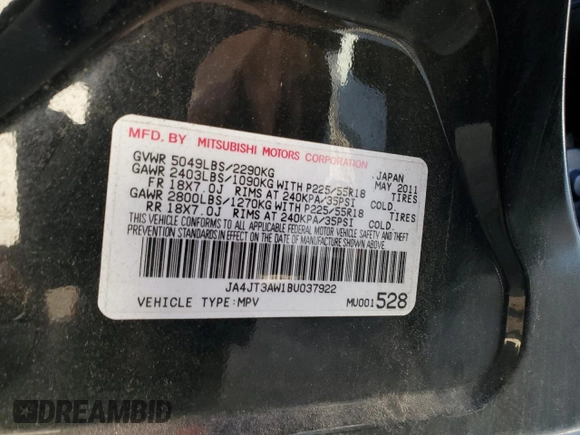 MFD. BY MITSUBISHI MOTORS CORPORATION
GVWR 5049LBS/2290KG JAPAN
GAWR 2403LBS/1090KG WITH P225/55R18 MAY 2011
FR 18X7.0J RIMS AT 240KPA/35PSI COLD. TIRES
GAWR 2800LBS/1270KG WITH P225/55R18 TIRES
RR 18X7.0J RIMS AT 240KPA/35PSI COLD.
THIS VEHICLE CONFORMS TO ALL APPLICABLE FEDERAL MOTOR VEHICLE SAFETY AND THEFT
PREVENTION STANDARDS IN EFFECT ON THE DATE OF MANUFACTURE SHOWN ABOVE.
JA4JT3AW1BU037922
VEHICLE TYPE:MPV MU001528
DREAMBID